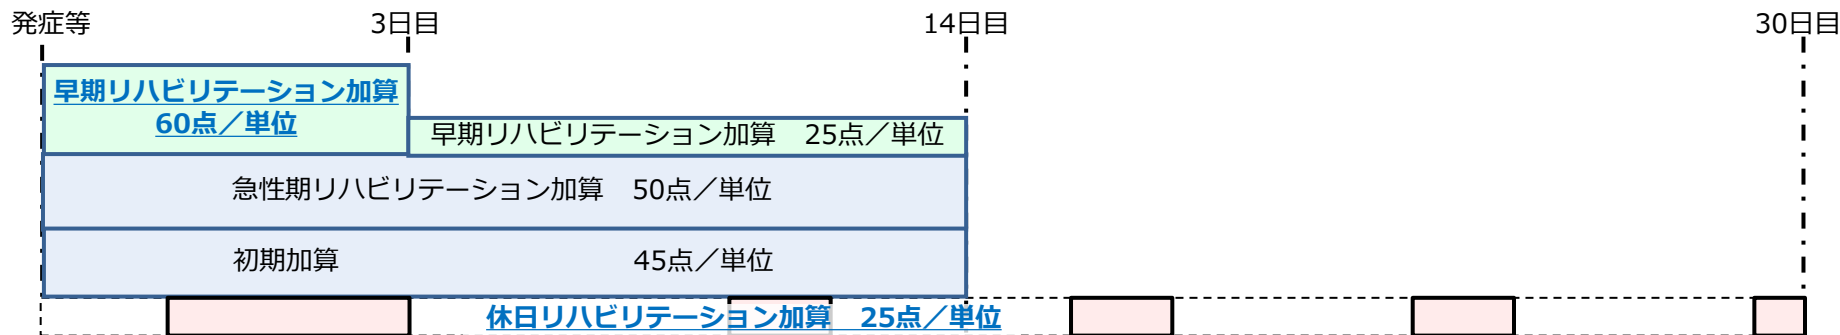 発症等 3日目 14日目 30日目
早期リハビリテーション加算
60点／単位
早期リハビリテーション加算　25点／単位
急性期リハビリテーション加算　50点／単位
初期加算 45点／単位
休日リハビリテーション加算　25点／単位